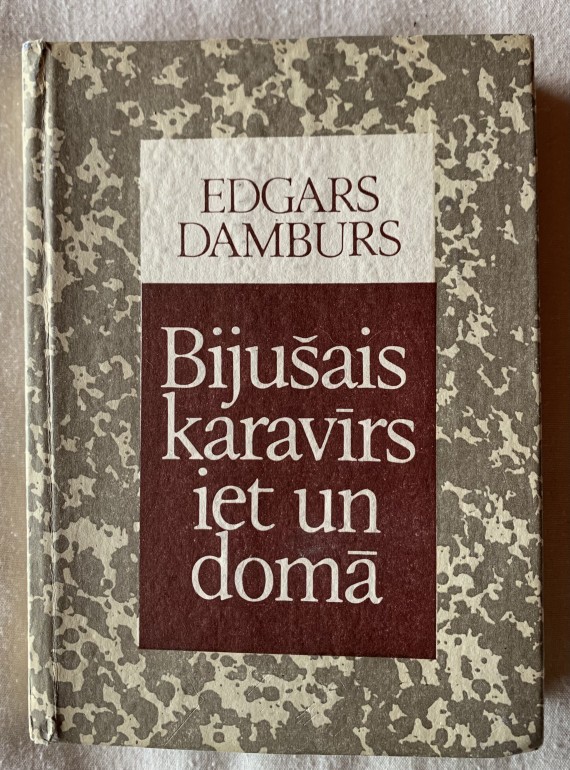 EDGARS
DAMBURS
Bijušais
karavīrs
iet un
domā